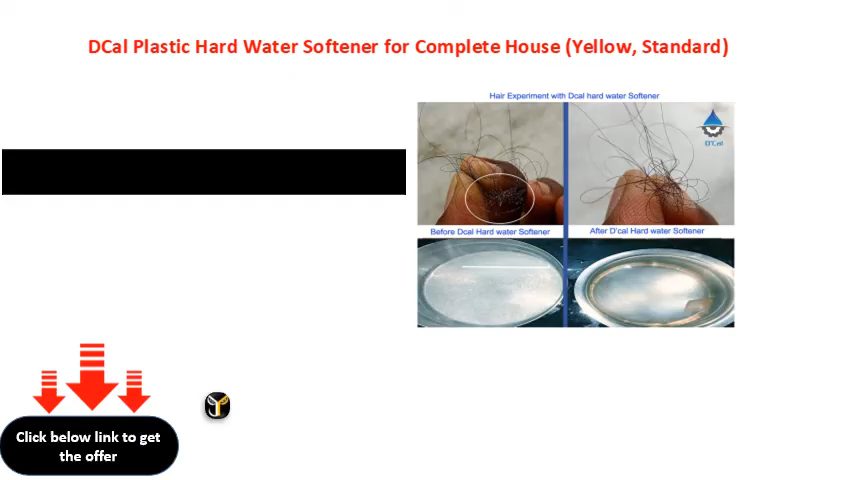 DCal Plastic Hard Water Softener for Complete House (Yellow, Standard)
Hair Experiment with Dcal hard water Softener
D'Cal
Before Dcal Hard water Softener
After D'cal Hard water Softener
Click below link to get
the offer